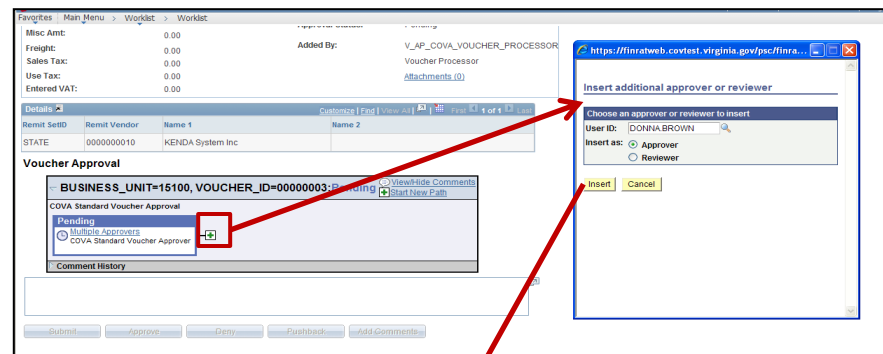 Favorites Main Menu > Worklist > Worklist
Misc Amt: 0.00 Approval Status: Pending
Freight: 0.00 Added By: V_AP_COVA_VOUCHER_PROCESSOR
Sales Tax: 0.00 Voucher Processor
Use Tax: 0.00 Attachments (0)
Entered VAT: 0.00
Details Customize | Find | View All | First 1 of 1 Last
Remit SetID Remit Vendor Name 1 Name 2
STATE 0000000010 KENDA System Inc
Voucher Approval
BUSINESS_UNIT=15100, VOUCHER_ID=00000003:Pending View/Hide Comments
Start New Path
COVA Standard Voucher Approval
Pending
Multiple Approvers
COVA Standard Voucher Approver
Comment History
Submit Approve Deny Pushback Add Comments
https://finratweb.covtest.virginia.gov/psc/finra...
Insert additional approver or reviewer
Choose an approver or reviewer to insert
User ID: DONNA.BROWN
Insert as: Approver
Reviewer
Insert Cancel